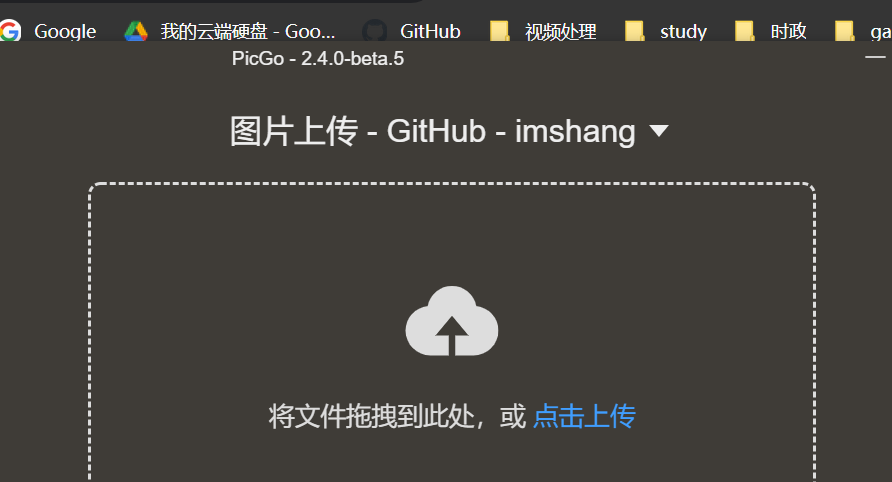 Google 我的云端硬盘 - Goo... GitHub 视频处理 study 时政 ga
PicGo - 2.4.0-beta.5
图片上传 - GitHub - imshang
将文件拖拽到此处，或 点击上传